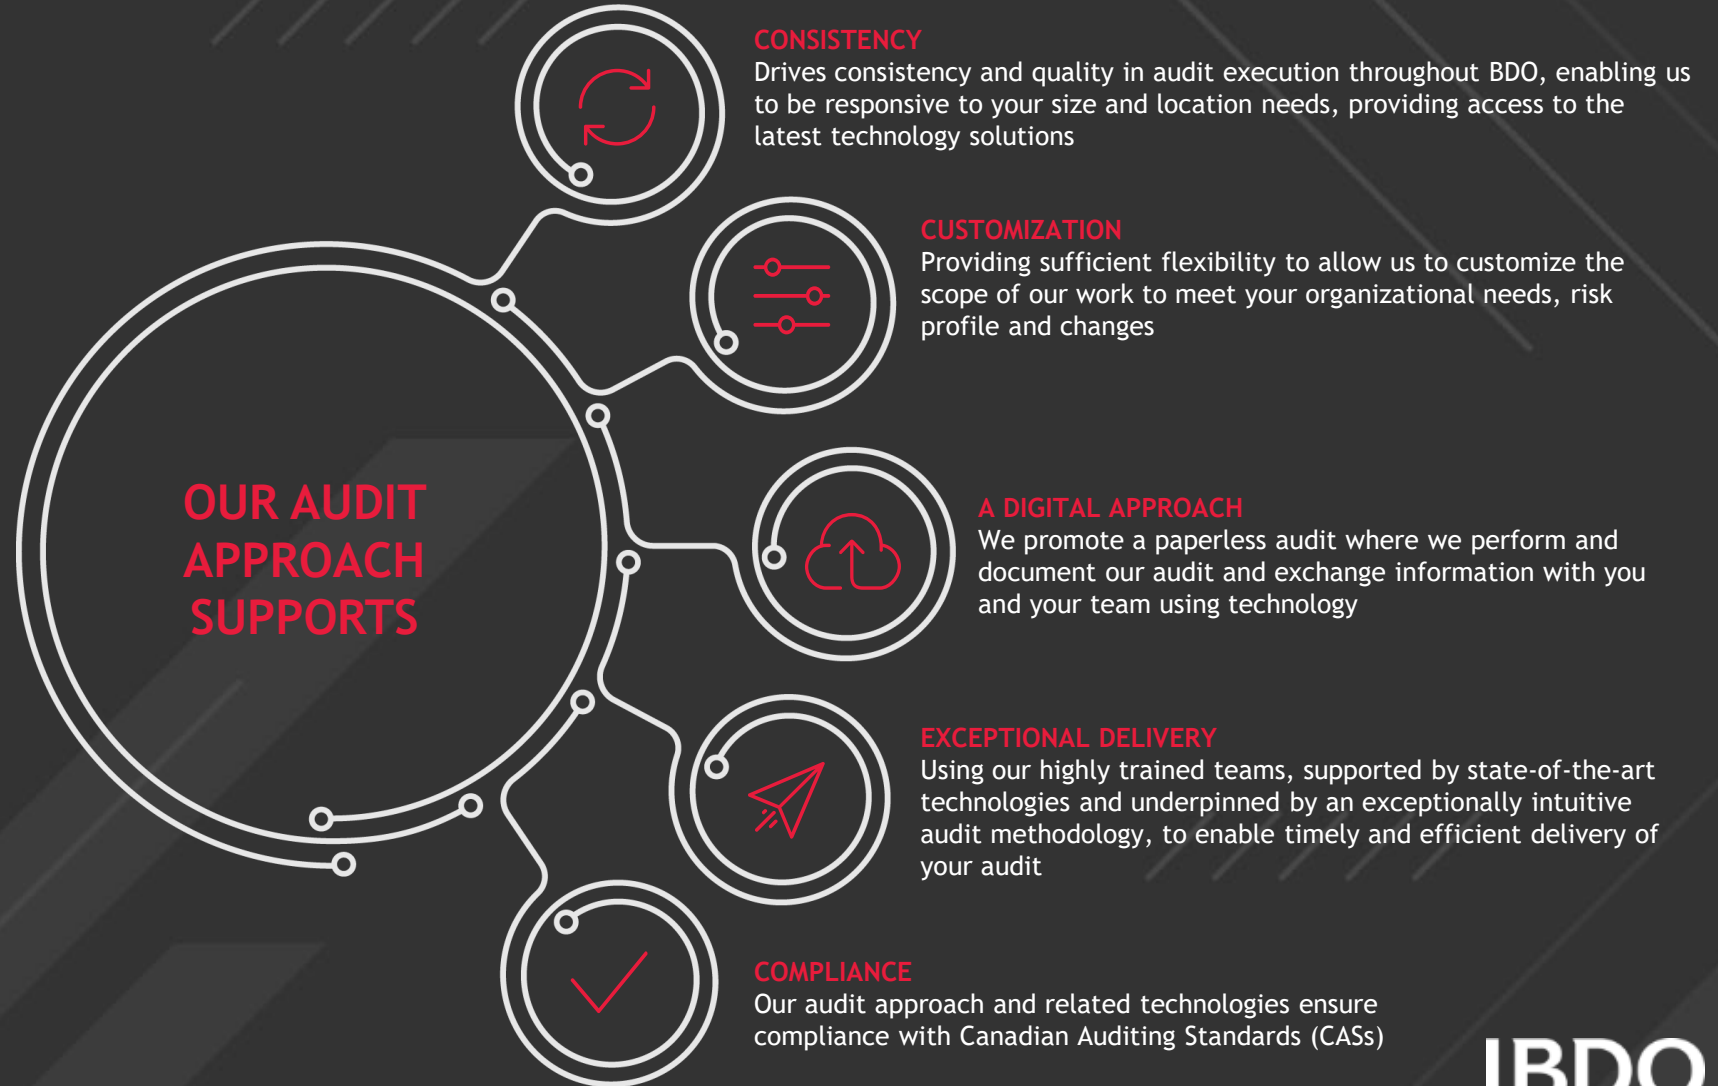 CONSISTENCY
Drives consistency and quality in audit execution throughout BDO, enabling us
to be responsive to your size and location needs, providing access to the
latest technology solutions
CUSTOMIZATION
Providing sufficient flexibility to allow us to customize the
scope of our work to meet your organizational needs, risk
profile and changes
OUR AUDIT
APPROACH
SUPPORTS
A DIGITAL APPROACH
We promote a paperless audit where we perform and
document our audit and exchange information with you
and your team using technology
EXCEPTIONAL DELIVERY
Using our highly trained teams, supported by state-of-the-art
technologies and underpinned by an exceptionally intuitive
audit methodology, to enable timely and efficient delivery of
your audit
COMPLIANCE
Our audit approach and related technologies ensure
compliance with Canadian Auditing Standards (CASs)
BDO